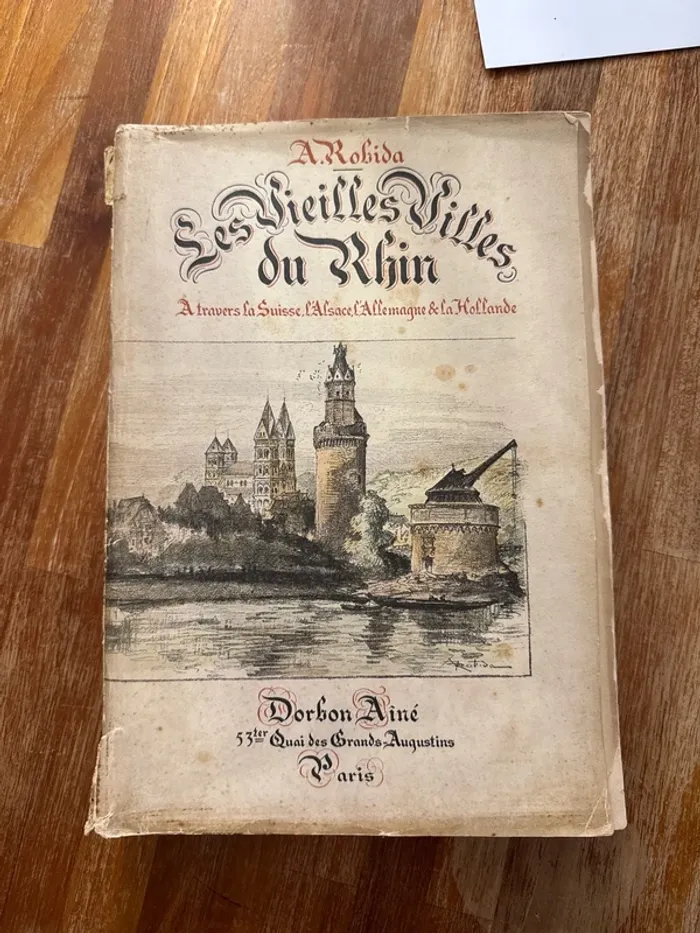 A. Robida
Les Vieilles Villes
du Rhin
A travers la Suisse, l'Alsace, l'Allemagne & la Hollande
A Robida
Dorbon Ainé
53ter Quai des Grands-Augustins
Paris